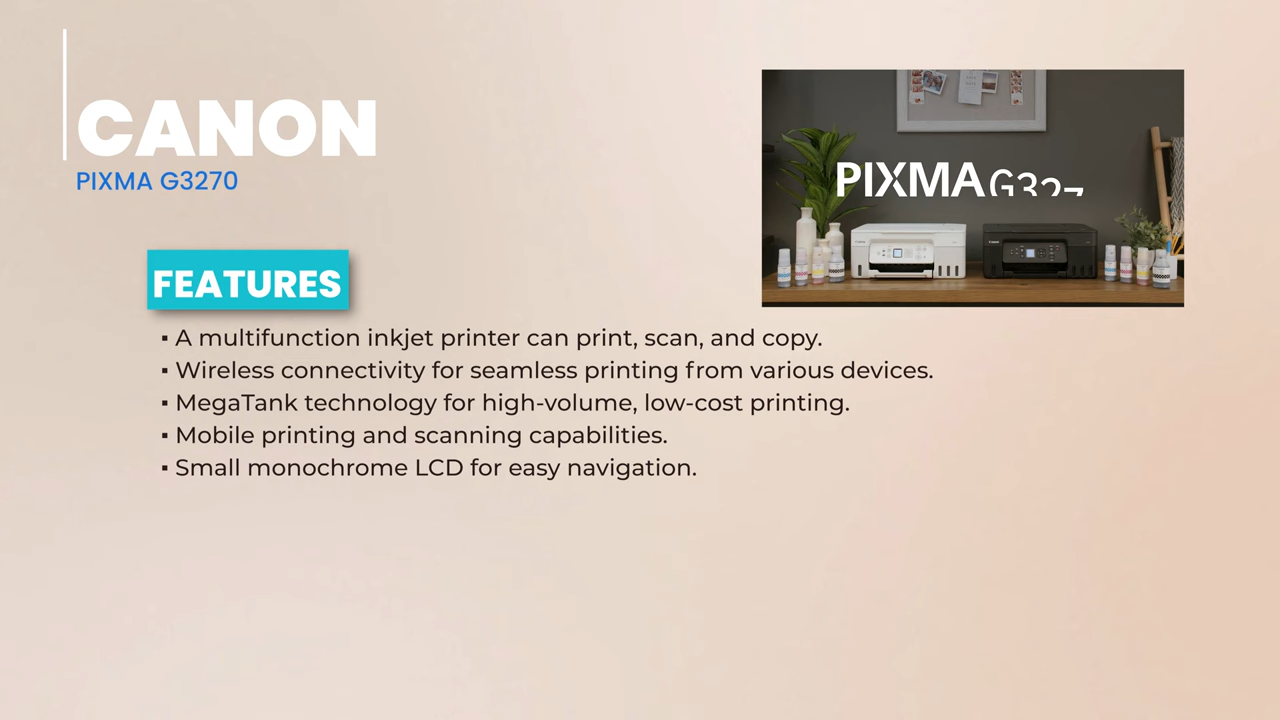 CANON
PIXMA G3270
PIXMA G327
FEATURES
▪ A multifunction inkjet printer can print, scan, and copy.
▪ Wireless connectivity for seamless printing from various devices.
▪ MegaTank technology for high-volume, low-cost printing.
▪ Mobile printing and scanning capabilities.
▪ Small monochrome LCD for easy navigation.